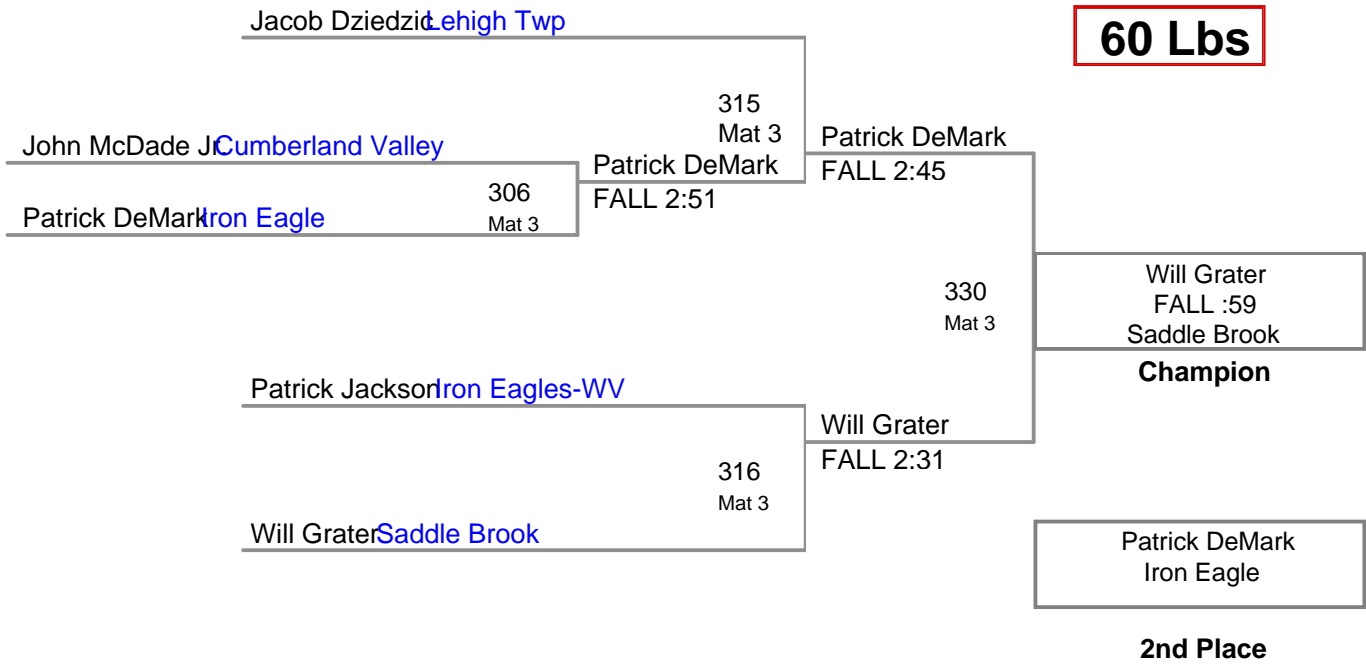 Jacob Dziedzic Lehigh Twp
60 Lbs
315
Mat 3
John McDade Jr. Cumberland Valley
Patrick DeMark
Patrick DeMark
FALL 2:45
306
Mat 3
FALL 2:51
Patrick DeMark Iron Eagle
330
Mat 3
Will Grater
FALL :59
Saddle Brook
Champion
Patrick Jackson Iron Eagles-WV
Will Grater
FALL 2:31
316
Mat 3
Will Grater Saddle Brook
Patrick DeMark
Iron Eagle
2nd Place